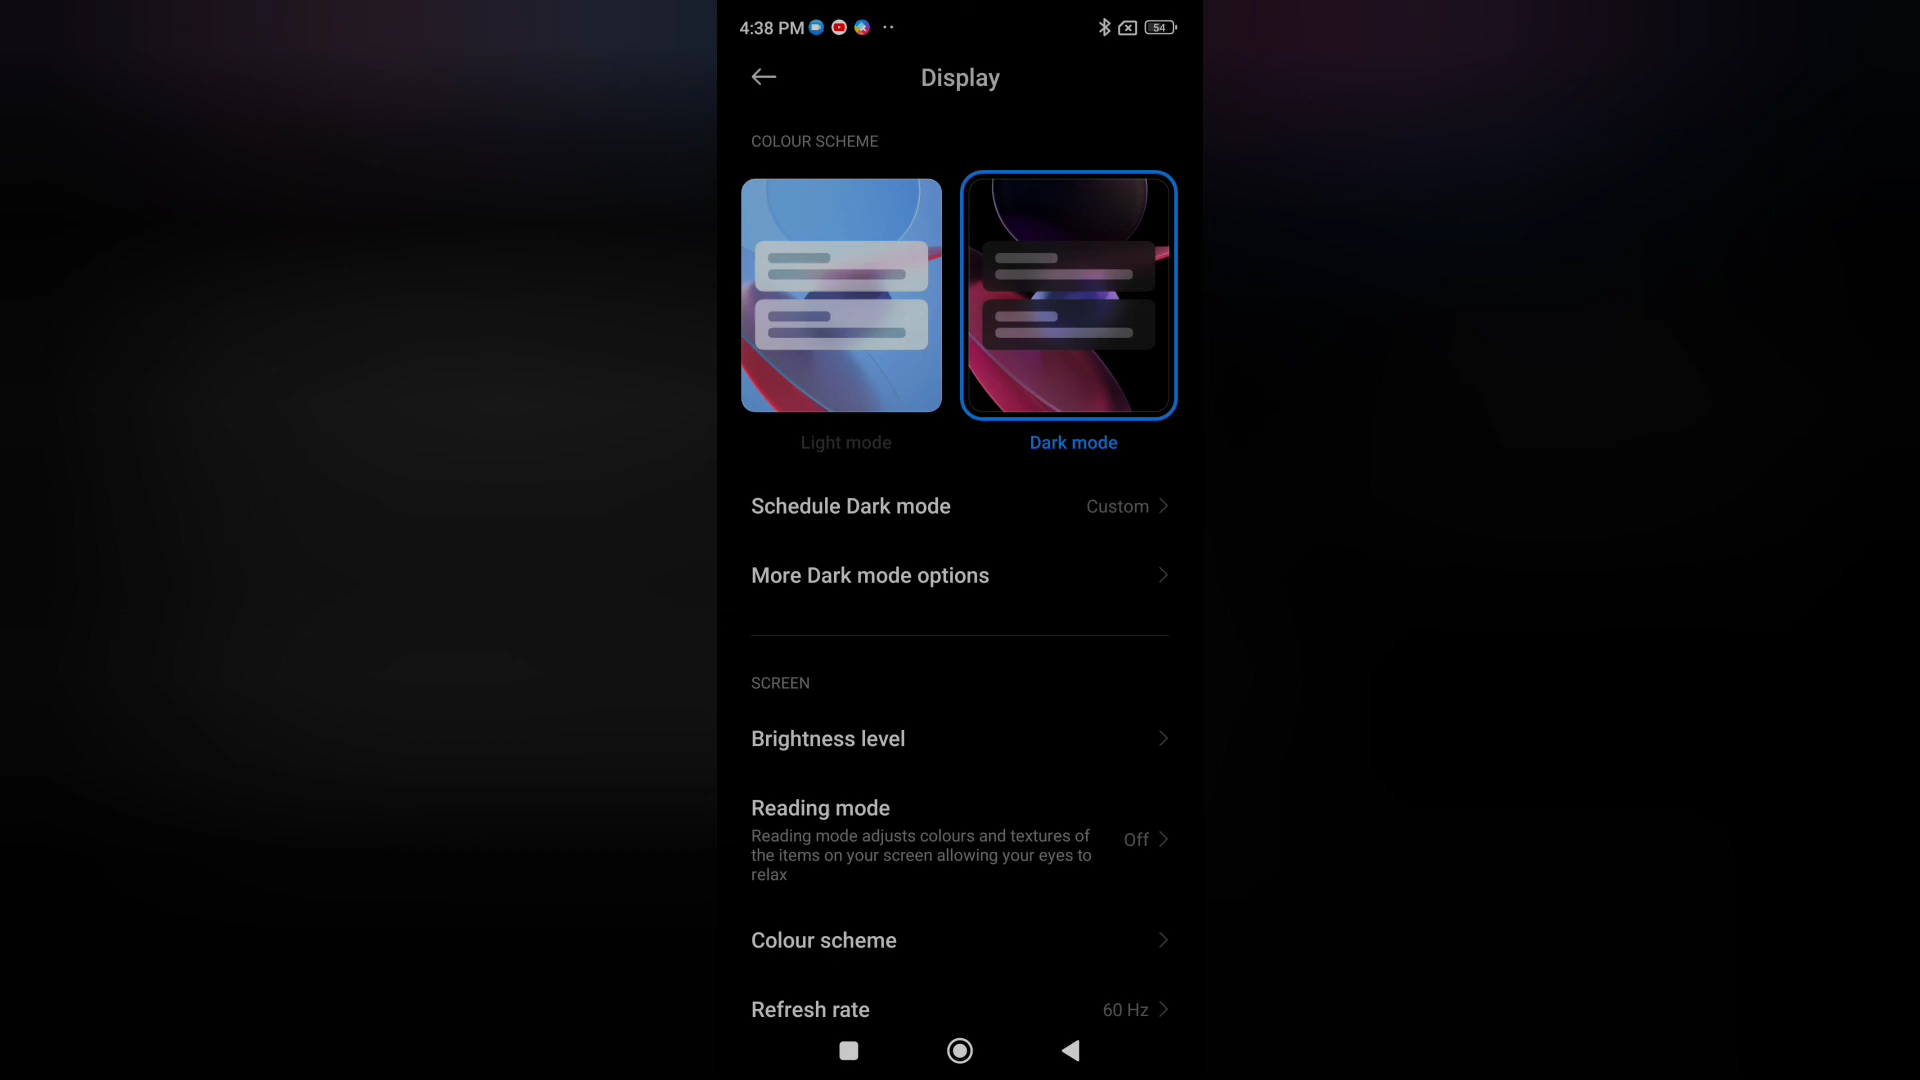 4:38 PM
54
Display
COLOUR SCHEME
Light mode
Dark mode
Schedule Dark mode
Custom
More Dark mode options
SCREEN
Brightness level
Reading mode
Reading mode adjusts colours and textures of
the items on your screen allowing your eyes to
relax
Off
Colour scheme
Refresh rate
60 Hz